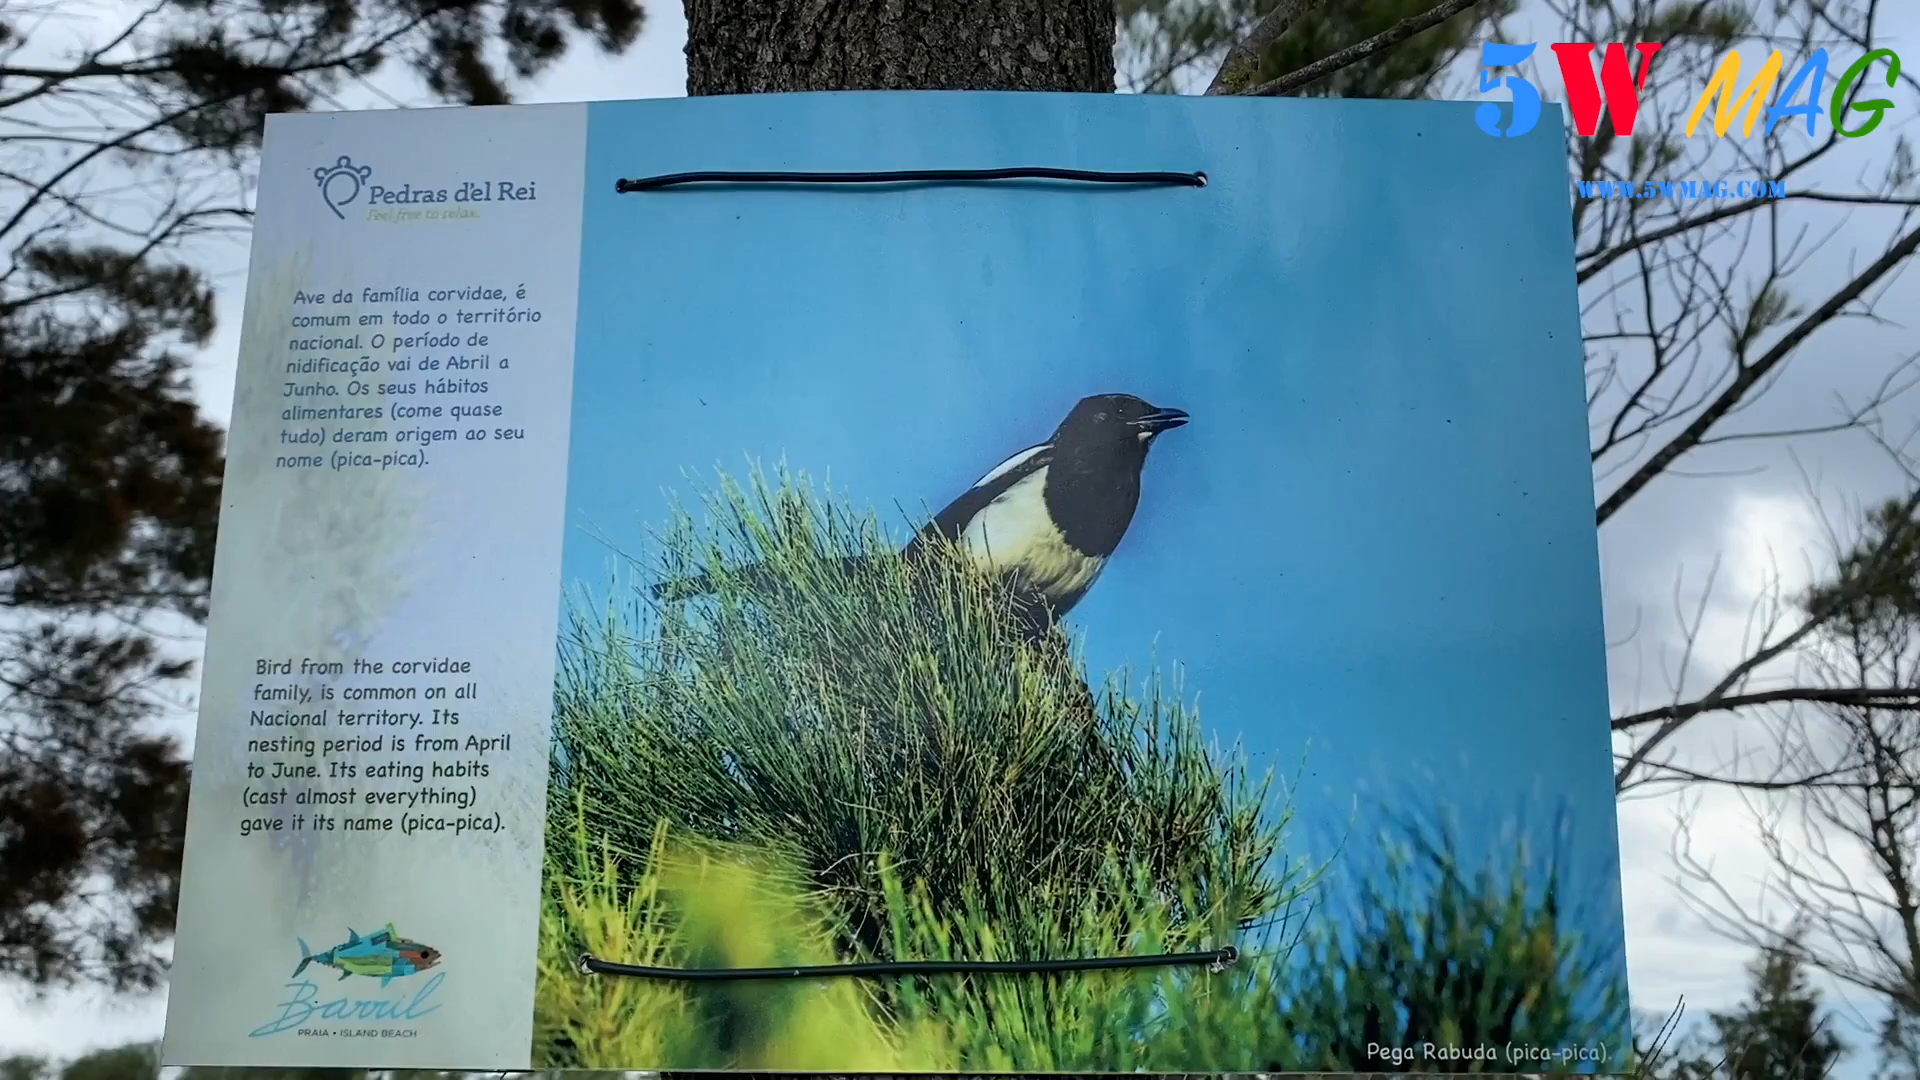 5W MAG
WWW.5WMAG.COM
Pedras d'el Rei
Feel free to relax.
Ave da família corvidae, é
comum em todo o território
nacional. O período de
nidificação vai de Abril a
Junho. Os seus hábitos
alimentares (come quase
tudo) deram origem ao seu
nome (pica-pica).
Bird from the corvidae
family, is common on all
Nacional territory. Its
nesting period is from April
to June. Its eating habits
(cast almost everything)
gave it its name (pica-pica).
Barril
PRAIA • ISLAND BEACH
Pega Rabuda (pica-pica).